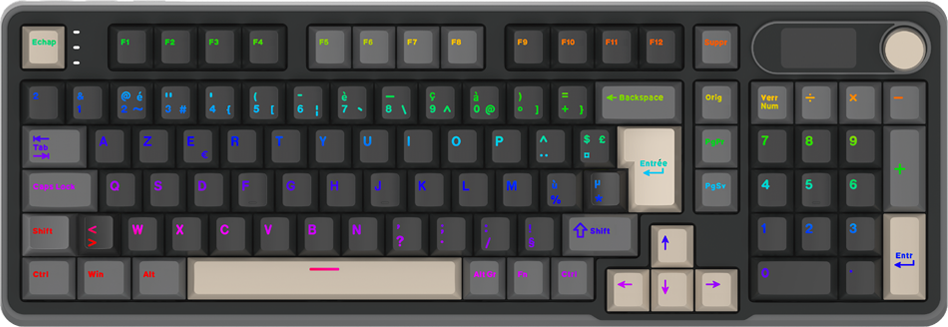 Echap F1 F2 F3 F4 F5 F6 F7 F8 F9 F10 F11 F12 Suppr
& @ é " ' ( - è _ ç à ) =
1 2 ~ 3 # 4 { 5 [ 6 ¦ 7 ` 8 \ 9 ^ 0 @ ° ] + }
← Backspace Orig Verr Num ÷ × −
Tab A Z E € R T Y U I O P ^ ¨ $ £ ¤ Entrée PgPr 7 8 9 +
Caps Lock Q S D F G H J K L M ù % µ * PgSv 4 5 6
Shift < > W X C V B N , ? ; . : / ! § ⇧ Shift ↑ 1 2 3 Entr
Ctrl Win Alt Alt Gr Fn Ctrl ← ↓ → 0 .